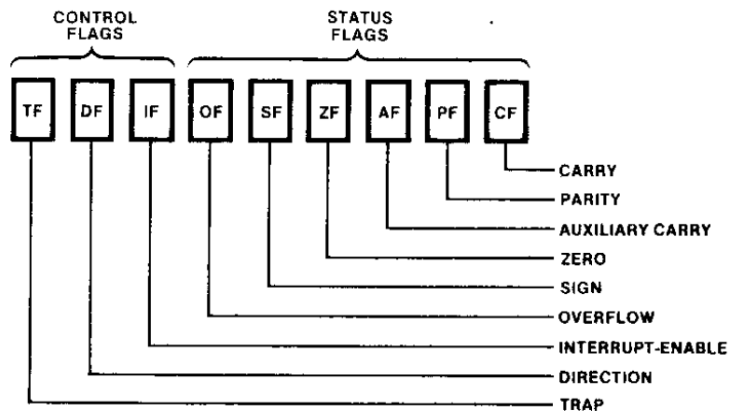 CONTROL
FLAGS
STATUS
FLAGS
TF DF IF OF SF ZF AF PF CF
CARRY
PARITY
AUXILIARY CARRY
ZERO
SIGN
OVERFLOW
INTERRUPT-ENABLE
DIRECTION
TRAP